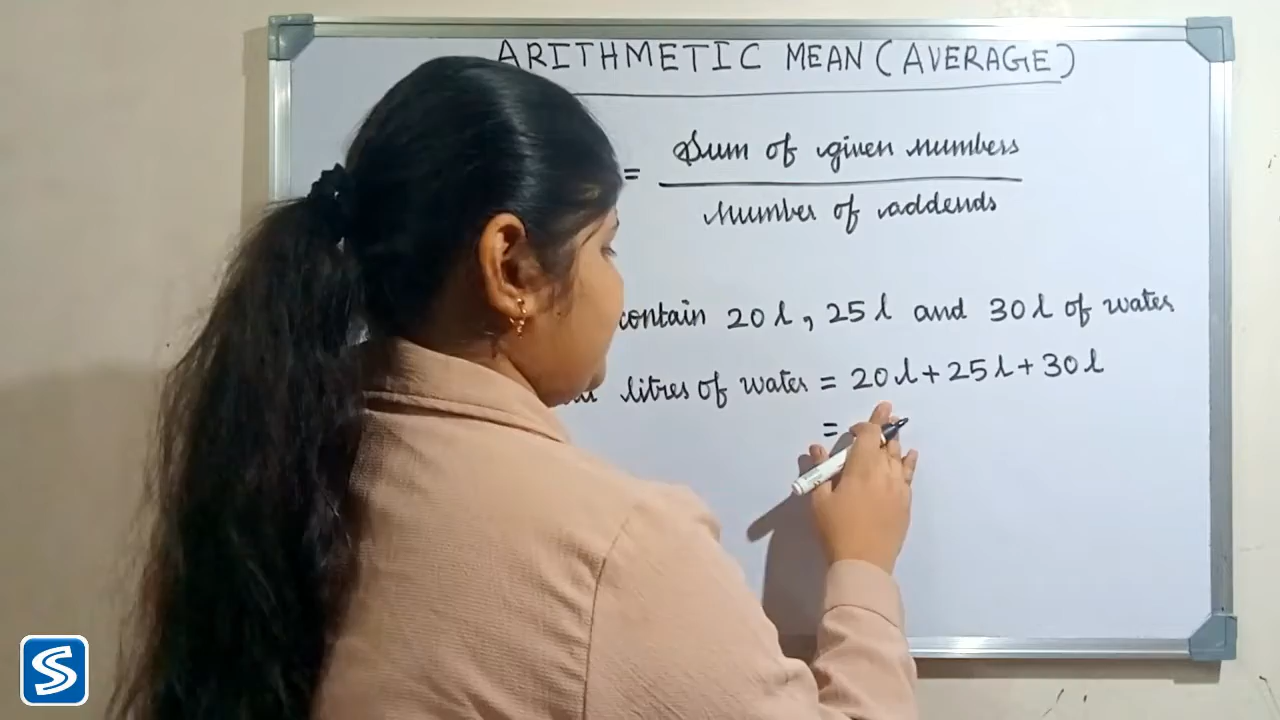 ARITHMETIC MEAN (AVERAGE)
= Sum of given numbers
Number of addends
contain 20 l, 25 l and 30 l of water
litres of water = 20 l + 25 l + 30 l
=
S